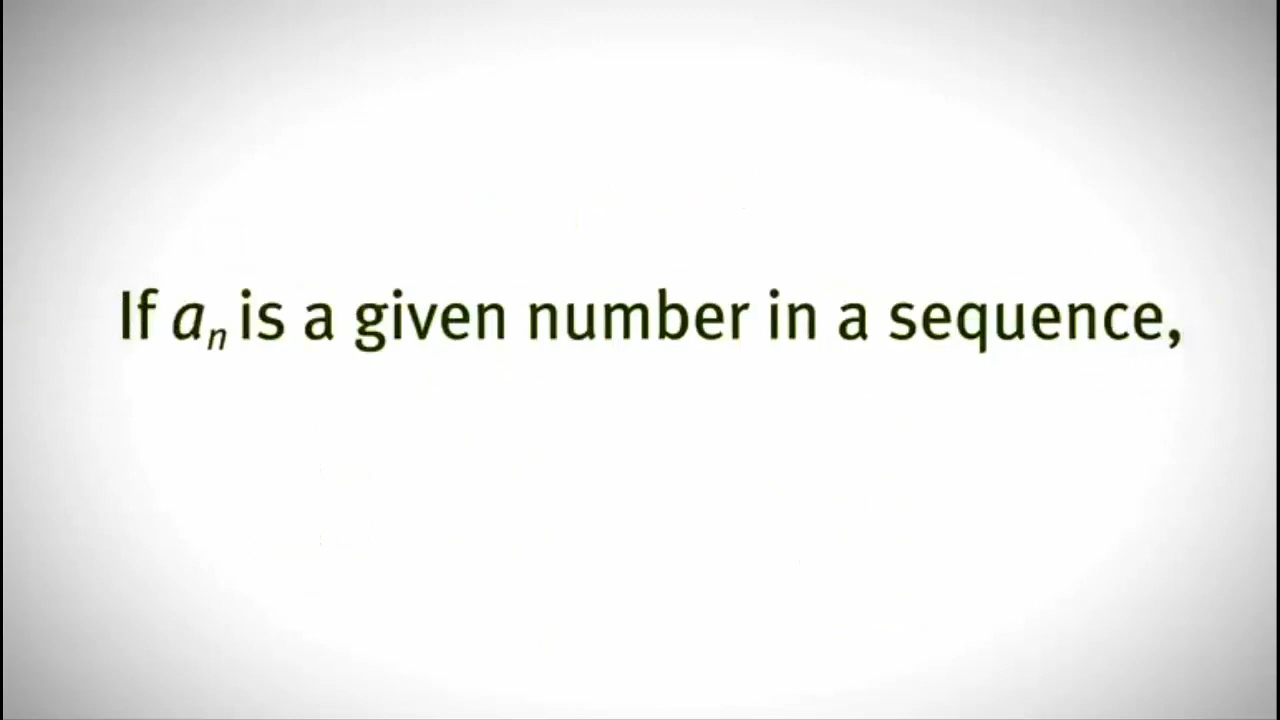 If aₙ is a given number in a sequence,